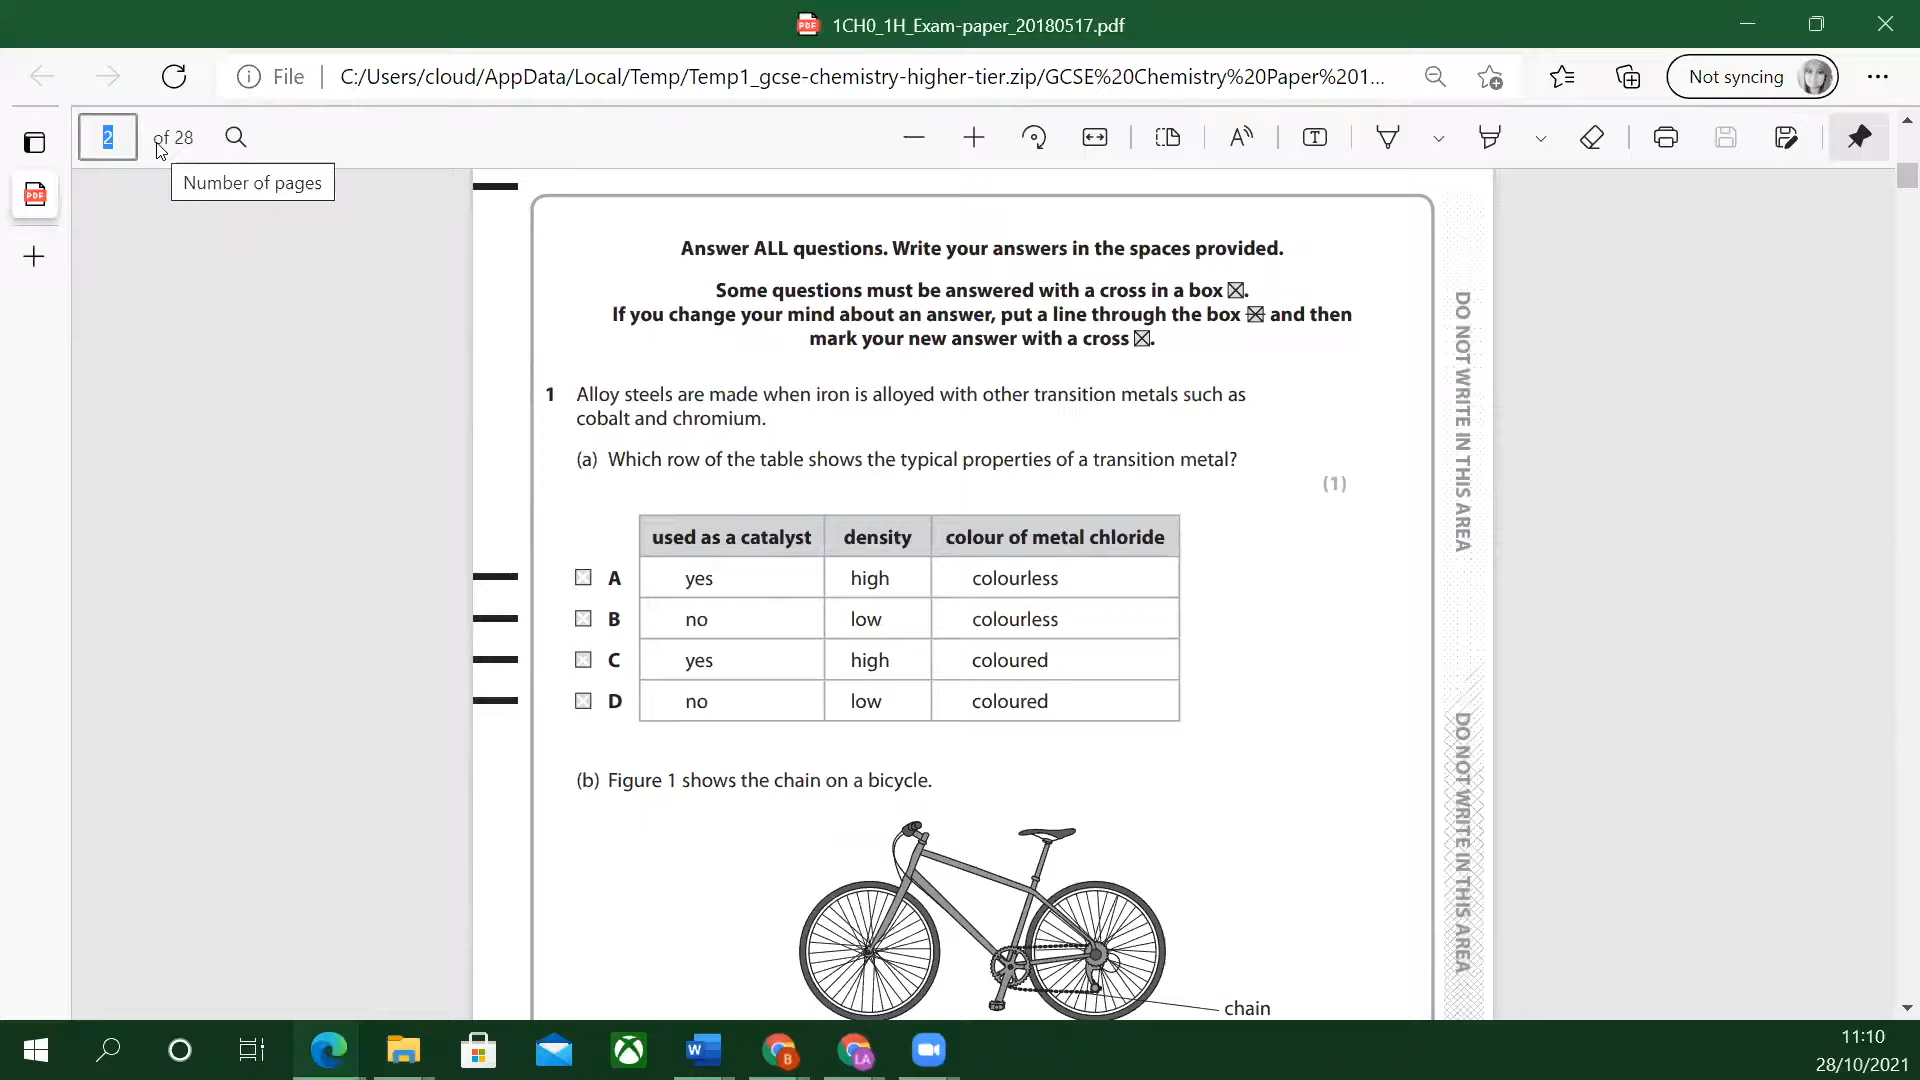 1CH0_1H_Exam-paper_20180517.pdf
File
C:/Users/cloud/AppData/Local/Temp/Temp1_gcse-chemistry-higher-tier.zip/GCSE%20Chemistry%20Paper%201...
Not syncing
2 of 28
Number of pages
Answer ALL questions. Write your answers in the spaces provided.
Some questions must be answered with a cross in a box ☒.
If you change your mind about an answer, put a line through the box ☒ and then
mark your new answer with a cross ☒.
1 Alloy steels are made when iron is alloyed with other transition metals such as
cobalt and chromium.
(a) Which row of the table shows the typical properties of a transition metal?
(1)
used as a catalyst density colour of metal chloride
A yes high colourless
B no low colourless
C yes high coloured
D no low coloured
(b) Figure 1 shows the chain on a bicycle.
chain
DO NOT WRITE IN THIS AREA
DO NOT WRITE IN THIS AREA
11:10
28/10/2021